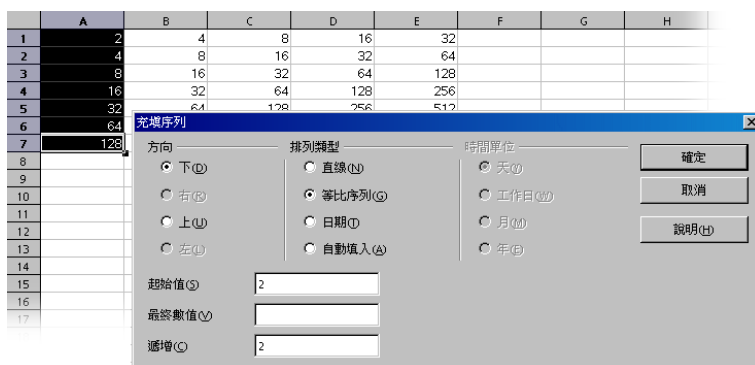 A B C D E F G H
1 2 4 8 16 32
2 4 8 16 32 64
3 8 16 32 64 128
4 16 32 64 128 256
5 32 64 128 256 512
6 64
7 128
8
9
10
11
12
13
14
15
16
17
充塡序列
方向 排列類型 時間單位
下(D) 直線(N) 天(Y) 確定
右(R) 等比序列(G) 工作日(W) 取消
上(U) 日期(T) 月(M) 說明(H)
左(L) 自動填入(A) 年(E)
起始值(S) 2
最終數值(V)
遞增(C) 2